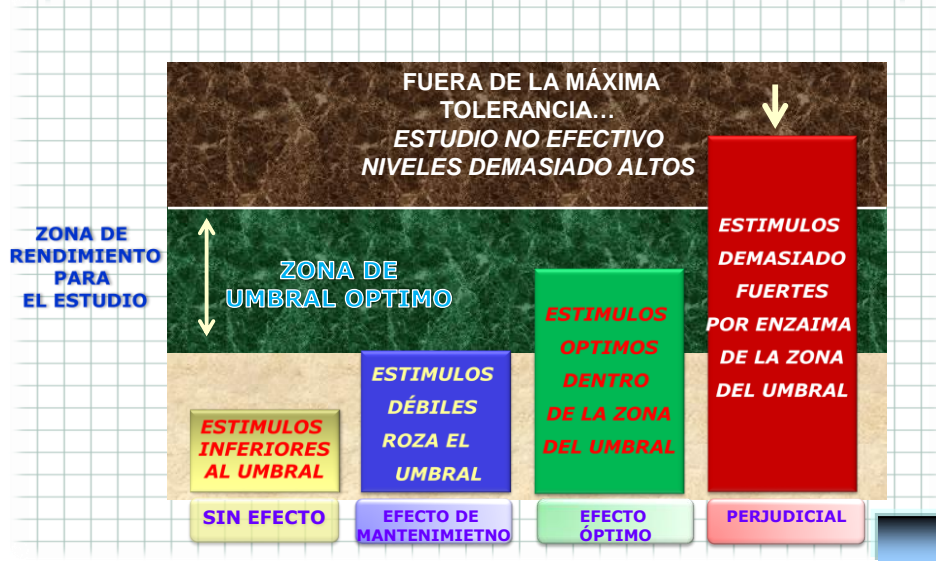 FUERA DE LA MÁXIMA
TOLERANCIA…
ESTUDIO NO EFECTIVO
NIVELES DEMASIADO ALTOS
ZONA DE
RENDIMIENTO
PARA
EL ESTUDIO
ZONA DE
UMBRAL OPTIMO
ESTIMULOS
INFERIORES
AL UMBRAL
ESTIMULOS
DÉBILES
ROZA EL
UMBRAL
ESTIMULOS
OPTIMOS
DENTRO
DE LA ZONA
DEL UMBRAL
ESTIMULOS
DEMASIADO
FUERTES
POR ENZAIMA
DE LA ZONA
DEL UMBRAL
SIN EFECTO
EFECTO DE
MANTENIMIETNO
EFECTO
ÓPTIMO
PERJUDICIAL